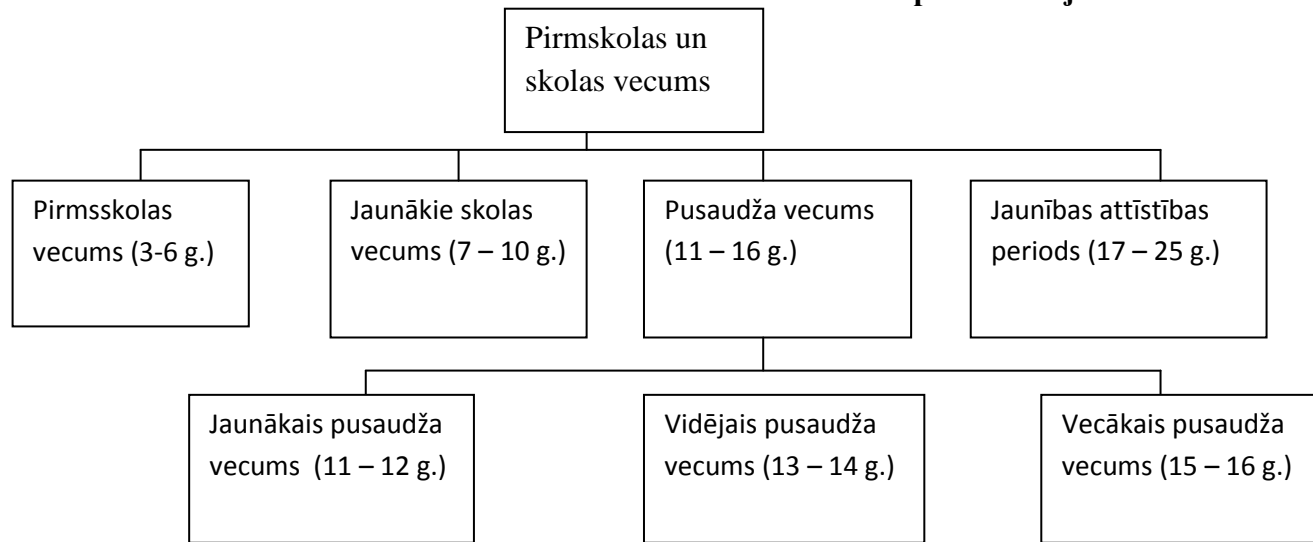 Pirmskolas un
skolas vecums
Pirmsskolas
vecums (3-6 g.)
Jaunākie skolas
vecums (7 – 10 g.)
Pusaudža vecums
(11 – 16 g.)
Jaunības attīstības
periods (17 – 25 g.)
Jaunākais pusaudža
vecums (11 – 12 g.)
Vidējais pusaudža
vecums (13 – 14 g.)
Vecākais pusaudža
vecums (15 – 16 g.)